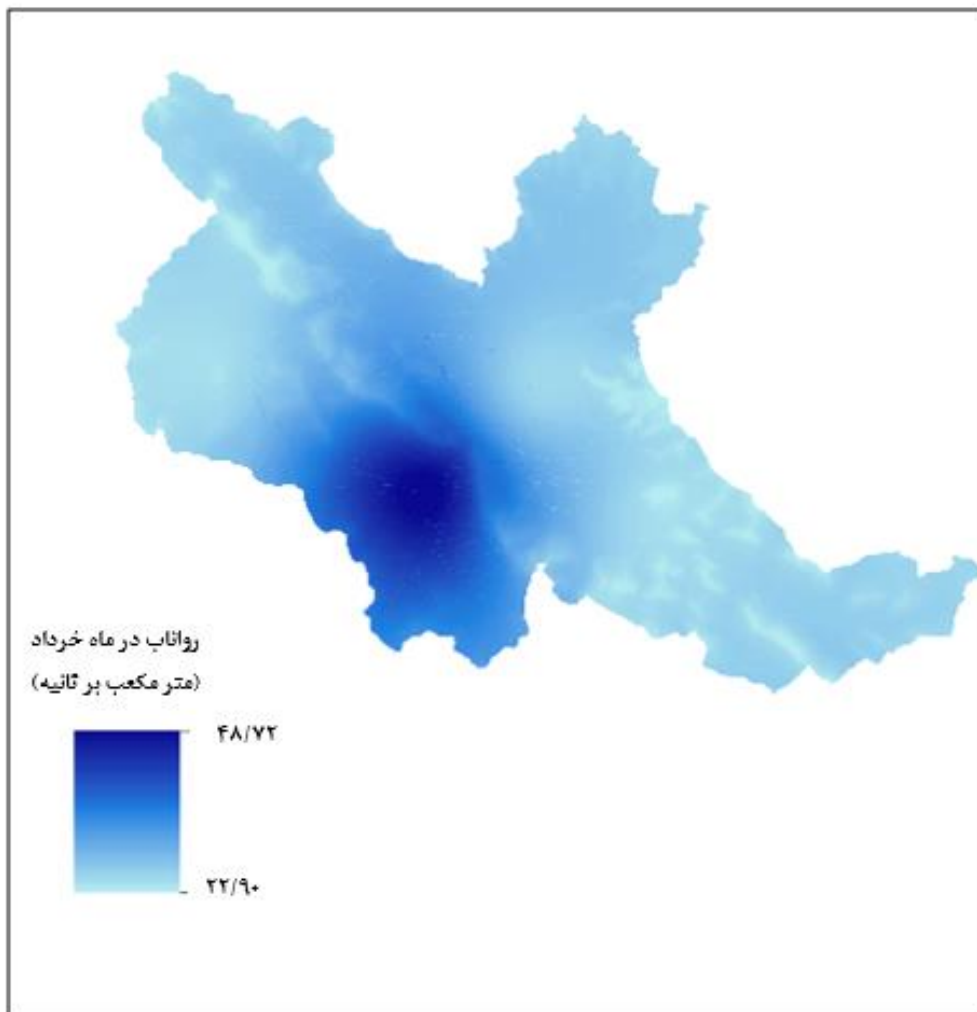 رواناب در ماه خرداد
(متر مکعب بر ثانیه)
۴۸/۷۲
۲۲/۹۰